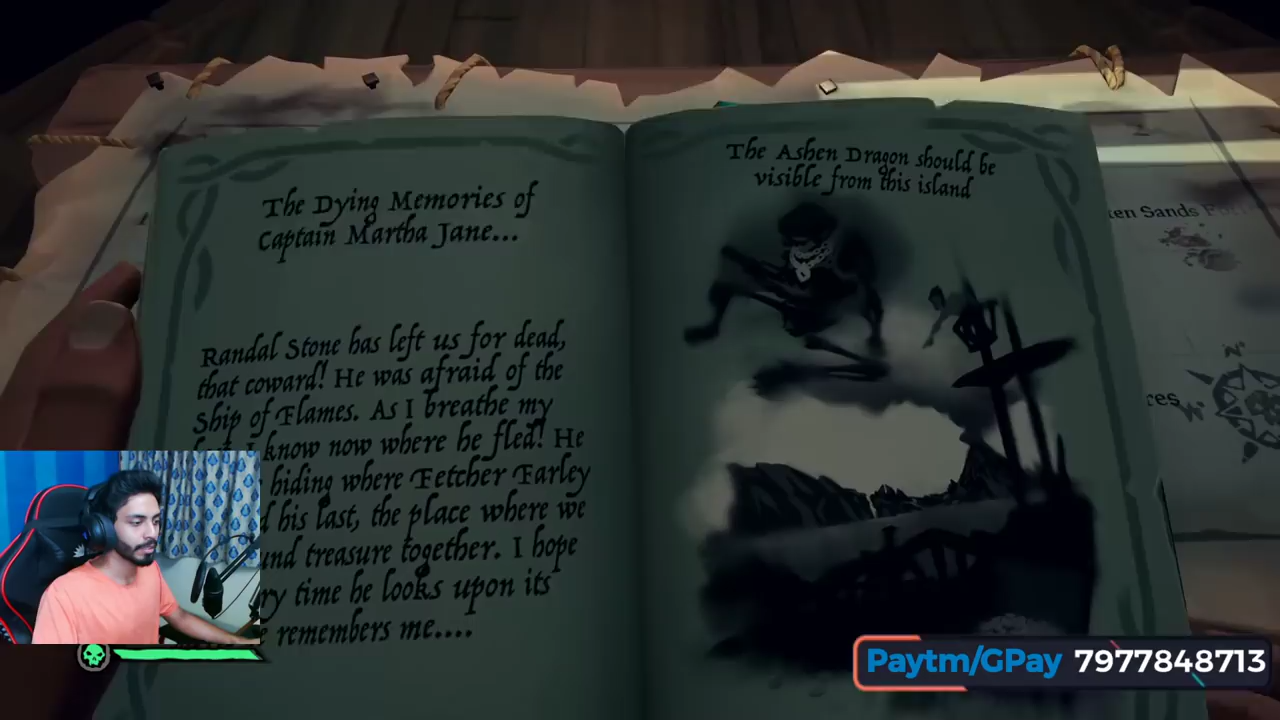 The Dying Memories of
Captain Martha Jane...
Randal Stone has left us for dead,
that coward! He was afraid of the
Ship of Flames. As I breathe my
I know now where he fled! He
hiding where Fetcher Farley
his last, the place where we
treasure together. I hope
time he looks upon its
remembers me....
The Ashen Dragon should be
visible from this island
Sands
Paytm/GPay 7977848713